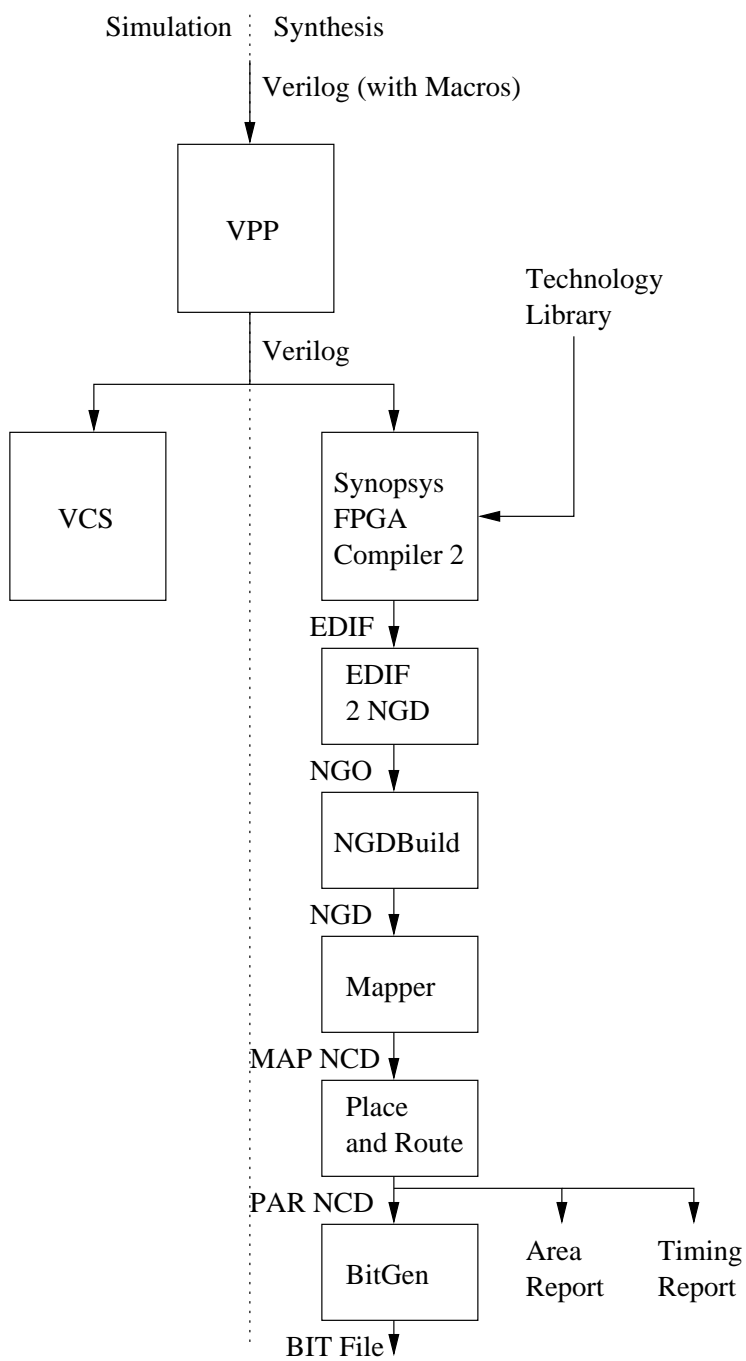 Simulation
Synthesis
Verilog (with Macros)
VPP
Technology
Library
Verilog
VCS
Synopsys
FPGA
Compiler 2
EDIF
EDIF
2 NGD
NGO
NGDBuild
NGD
Mapper
MAP NCD
Place
and Route
PAR NCD
BitGen
Area
Report
Timing
Report
BIT File